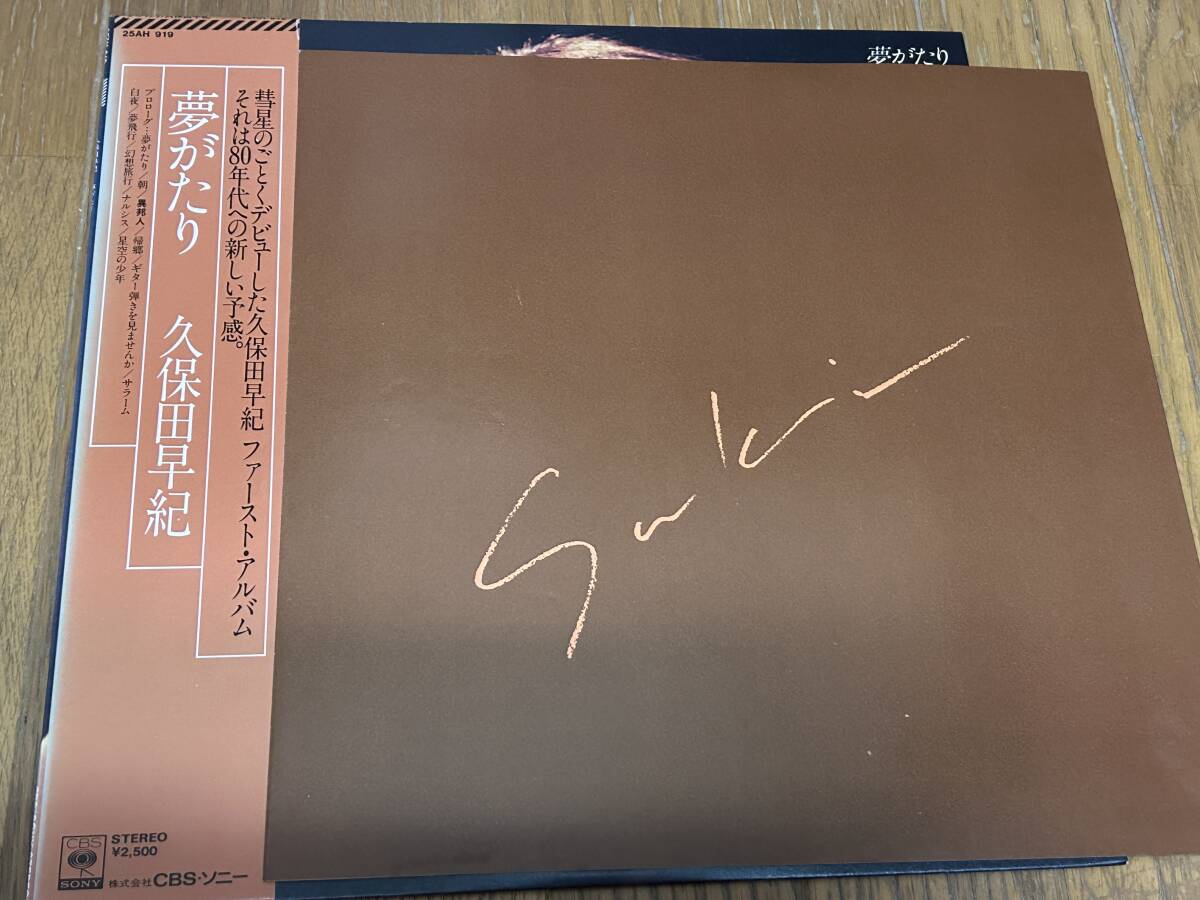 25AH 919
夢がたり
彗星のごとくデビューした久保田早紀 ファースト・アルバム
それは80年代への新しい予感。
夢がたり 久保田早紀
プロローグ…夢がたり/朝/異邦人/帰郷/ギター弾きを見ませんか/サラーム
白夜/夢飛行/幻想旅行/ナルシス/星空の少年
Saki
CBS
SONY
STEREO
¥2,500
株式会社CBS・ソニー